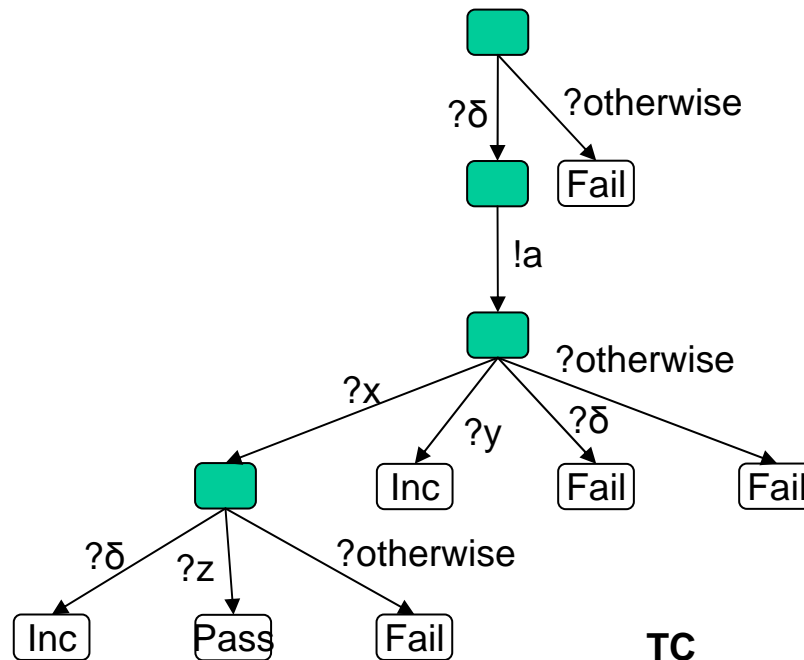 ?otherwise
?δ
Fail
!a
?otherwise
?x
?y
?δ
Inc
Fail
Fail
?δ
?z
?otherwise
Inc
Pass
Fail
TC